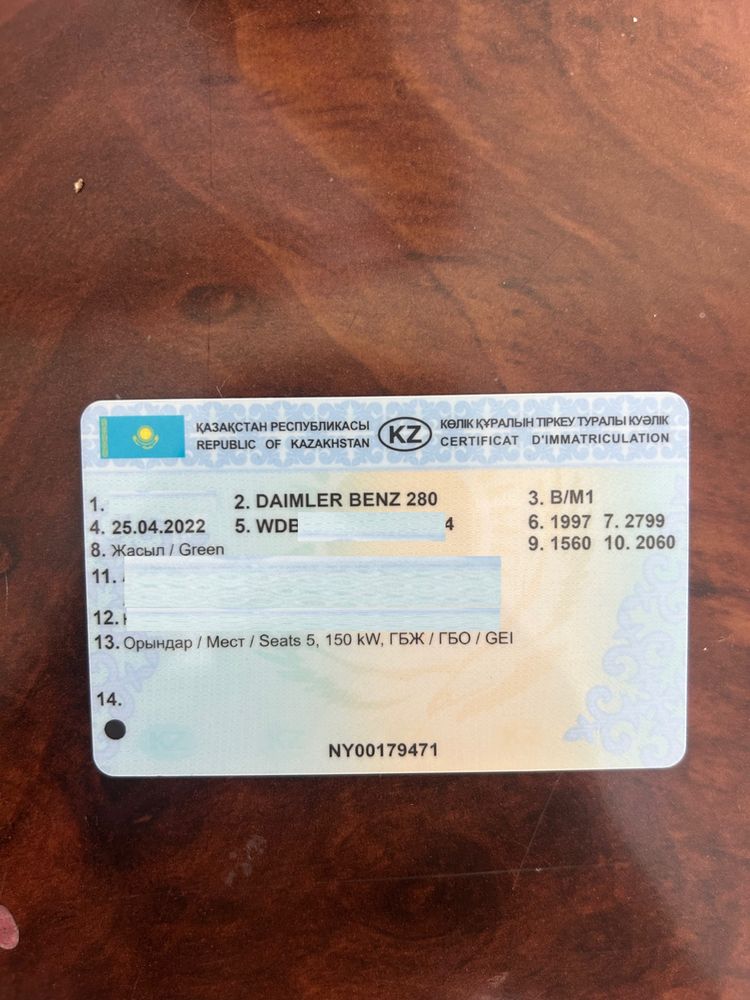 ҚАЗАҚСТАН РЕСПУБЛИКАСЫ
REPUBLIC OF KAZAKHSTAN
KZ
КӨЛІК ҚҰРАЛЫН ТІРКЕУ ТУРАЛЫ КУӘЛІК
CERTIFICAT D'IMMATRICULATION
1.
2. DAIMLER BENZ 280
3. B/M1
4. 25.04.2022
5. WDB 4
6. 1997 7. 2799
8. Жасыл / Green
9. 1560 10. 2060
11.
12.
13. Орындар / Мест / Seats 5, 150 kW, ГБЖ / ГБО / GEI
14.
NY00179471